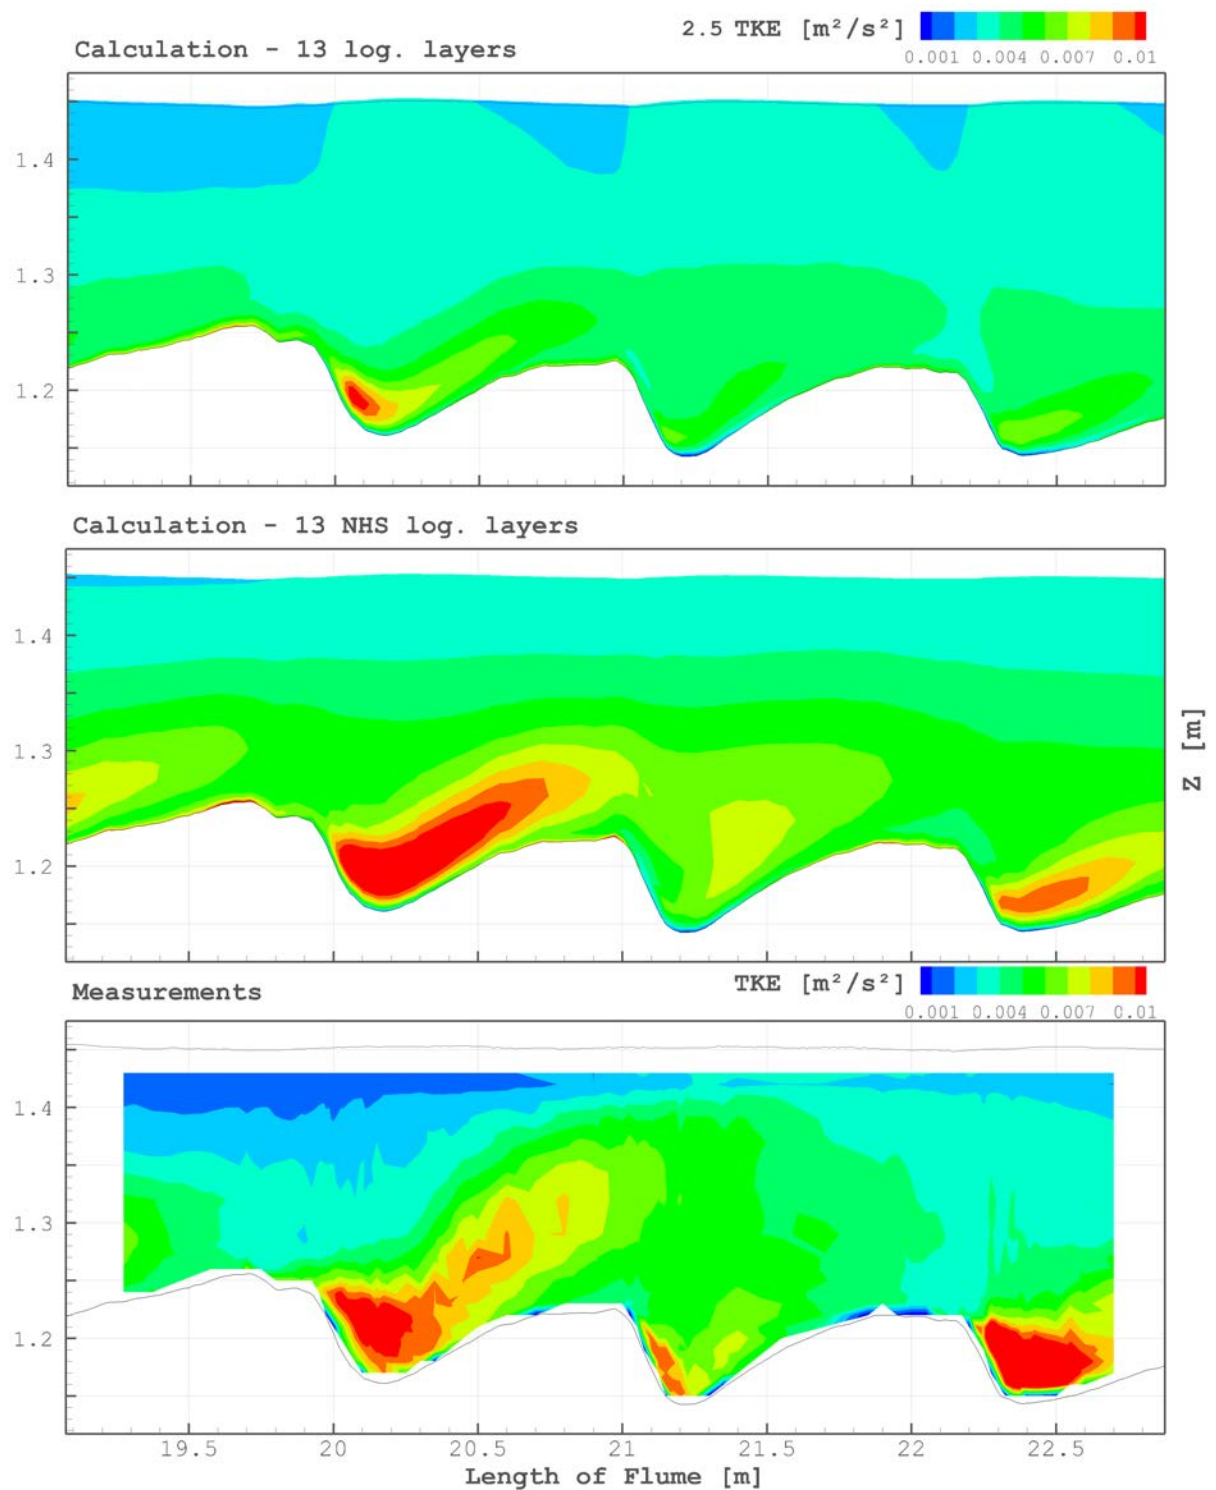 2.5 TKE [m²/s²]
Calculation - 13 log. layers
0.001 0.004 0.007 0.01
1.4
1.3
1.2
Calculation - 13 NHS log. layers
1.4
1.3
1.2
Z [m]
TKE [m²/s²]
Measurements
0.001 0.004 0.007 0.01
1.4
1.3
1.2
19.5 20 20.5 21 21.5 22 22.5
Length of Flume [m]